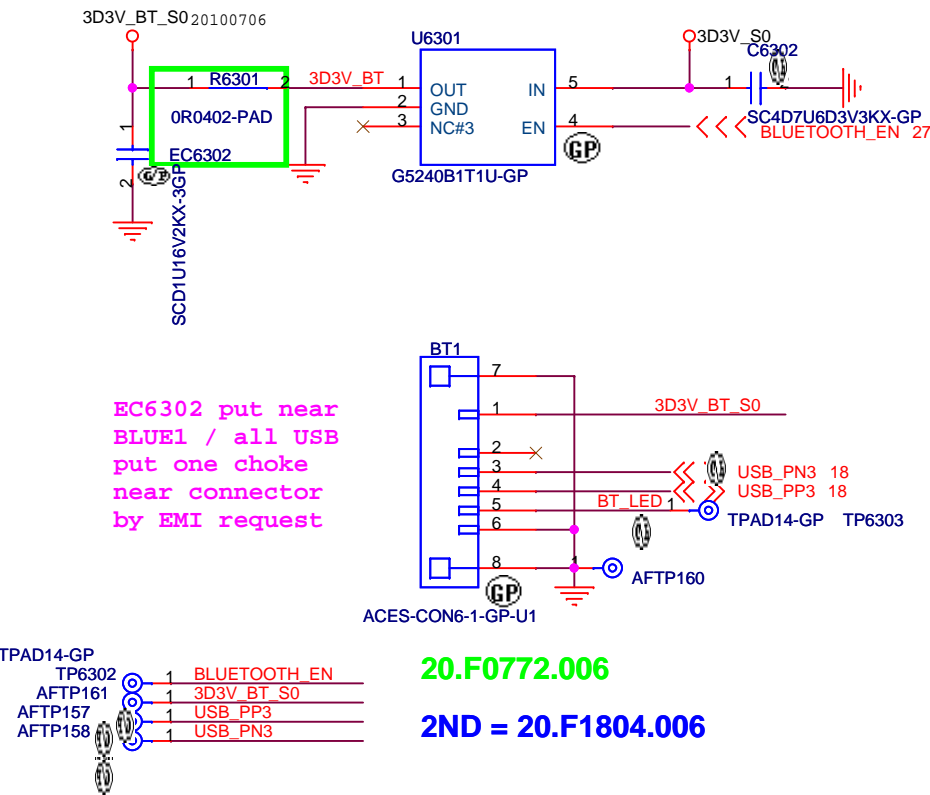 3D3V_BT_S0 20100706
R6301
1 2
0R0402-PAD
3D3V_BT
1
EC6302
2
SCD1U16V2KX-3GP
U6301
1 OUT IN 5
2 GND
3 NC#3 EN 4
G5240B1T1U-GP
GP
3D3V_S0
C6302
1
SC4D7U6D3V3KX-GP
BLUETOOTH_EN 27
EC6302 put near
BLUE1 / all USB
put one choke
near connector
by EMI request
BT1
7
1 3D3V_BT_S0
2
3 USB_PN3 18
4 USB_PP3 18
5 BT_LED 1 TPAD14-GP TP6303
6
8 1 AFTP160
GP
ACES-CON6-1-GP-U1
TPAD14-GP
TP6302 1 BLUETOOTH_EN
AFTP161 1 3D3V_BT_S0
AFTP157 1 USB_PP3
AFTP158 1 USB_PN3
20.F0772.006
2ND = 20.F1804.006